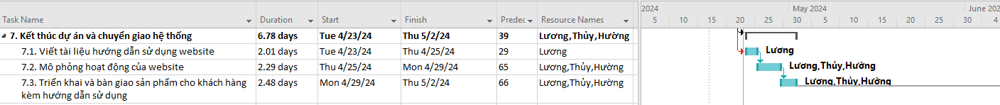 2024 May 2024 June 202
Task Name Duration Start Finish Predec Resource Names 5 10 15 20 25 30 5 10 15 20 25 30 4
7. Kết thúc dự án và chuyển giao hệ thống 6.78 days Tue 4/23/24 Thu 5/2/24 39 Lương,Thủy,Hường
7.1. Viết tài liệu hướng dẫn sử dụng website 2.01 days Tue 4/23/24 Thu 4/25/24 29 Lương Lương
7.2. Mô phỏng hoạt động của website 2.29 days Thu 4/25/24 Mon 4/29/24 65 Lương,Thủy,Hường Lương,Thủy,Hường
7.3. Triển khai và bàn giao sản phẩm cho khách hàng 2.48 days Mon 4/29/24 Thu 5/2/24 66 Lương,Thủy,Hường Lương,Thủy,Hường
kèm hướng dẫn sử dụng